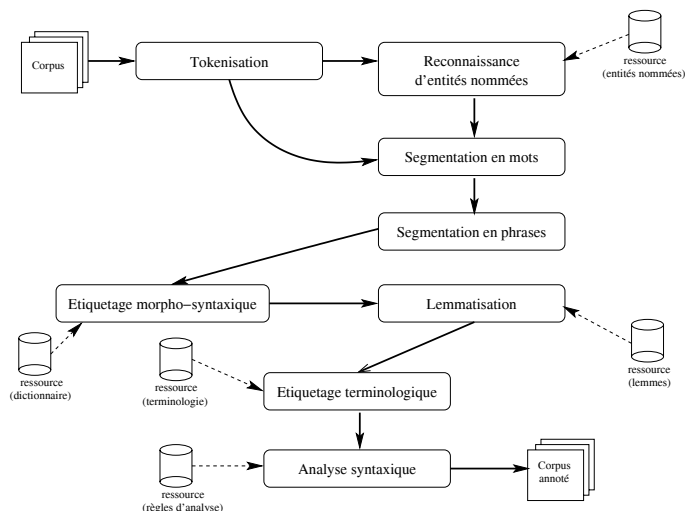 Corpus
Tokenisation
Reconnaissance
d'entités nommées
ressource
(entités nommées)
Segmentation en mots
Segmentation en phrases
Etiquetage morpho−syntaxique
Lemmatisation
ressource
(dictionnaire)
ressource
(terminologie)
ressource
(lemmes)
Etiquetage terminologique
Analyse syntaxique
Corpus
annoté
ressource
(règles d'analyse)